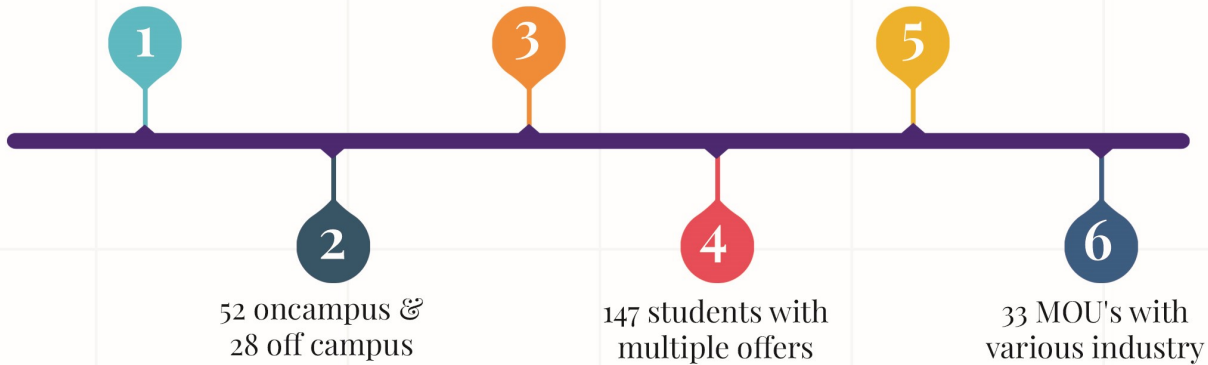 1
3
5
2
4
6
52 oncampus &
28 off campus
147 students with
multiple offers
33 MOU's with
various industry